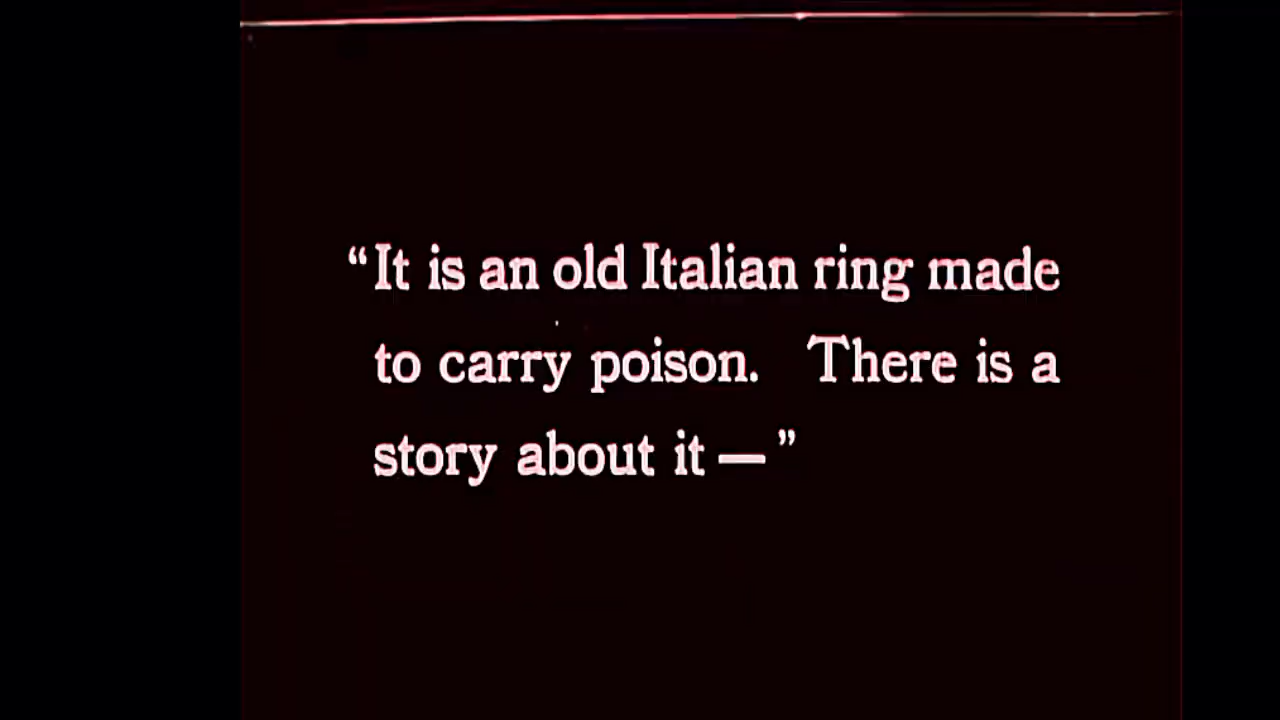 “It is an old Italian ring made
to carry poison. There is a
story about it — ”